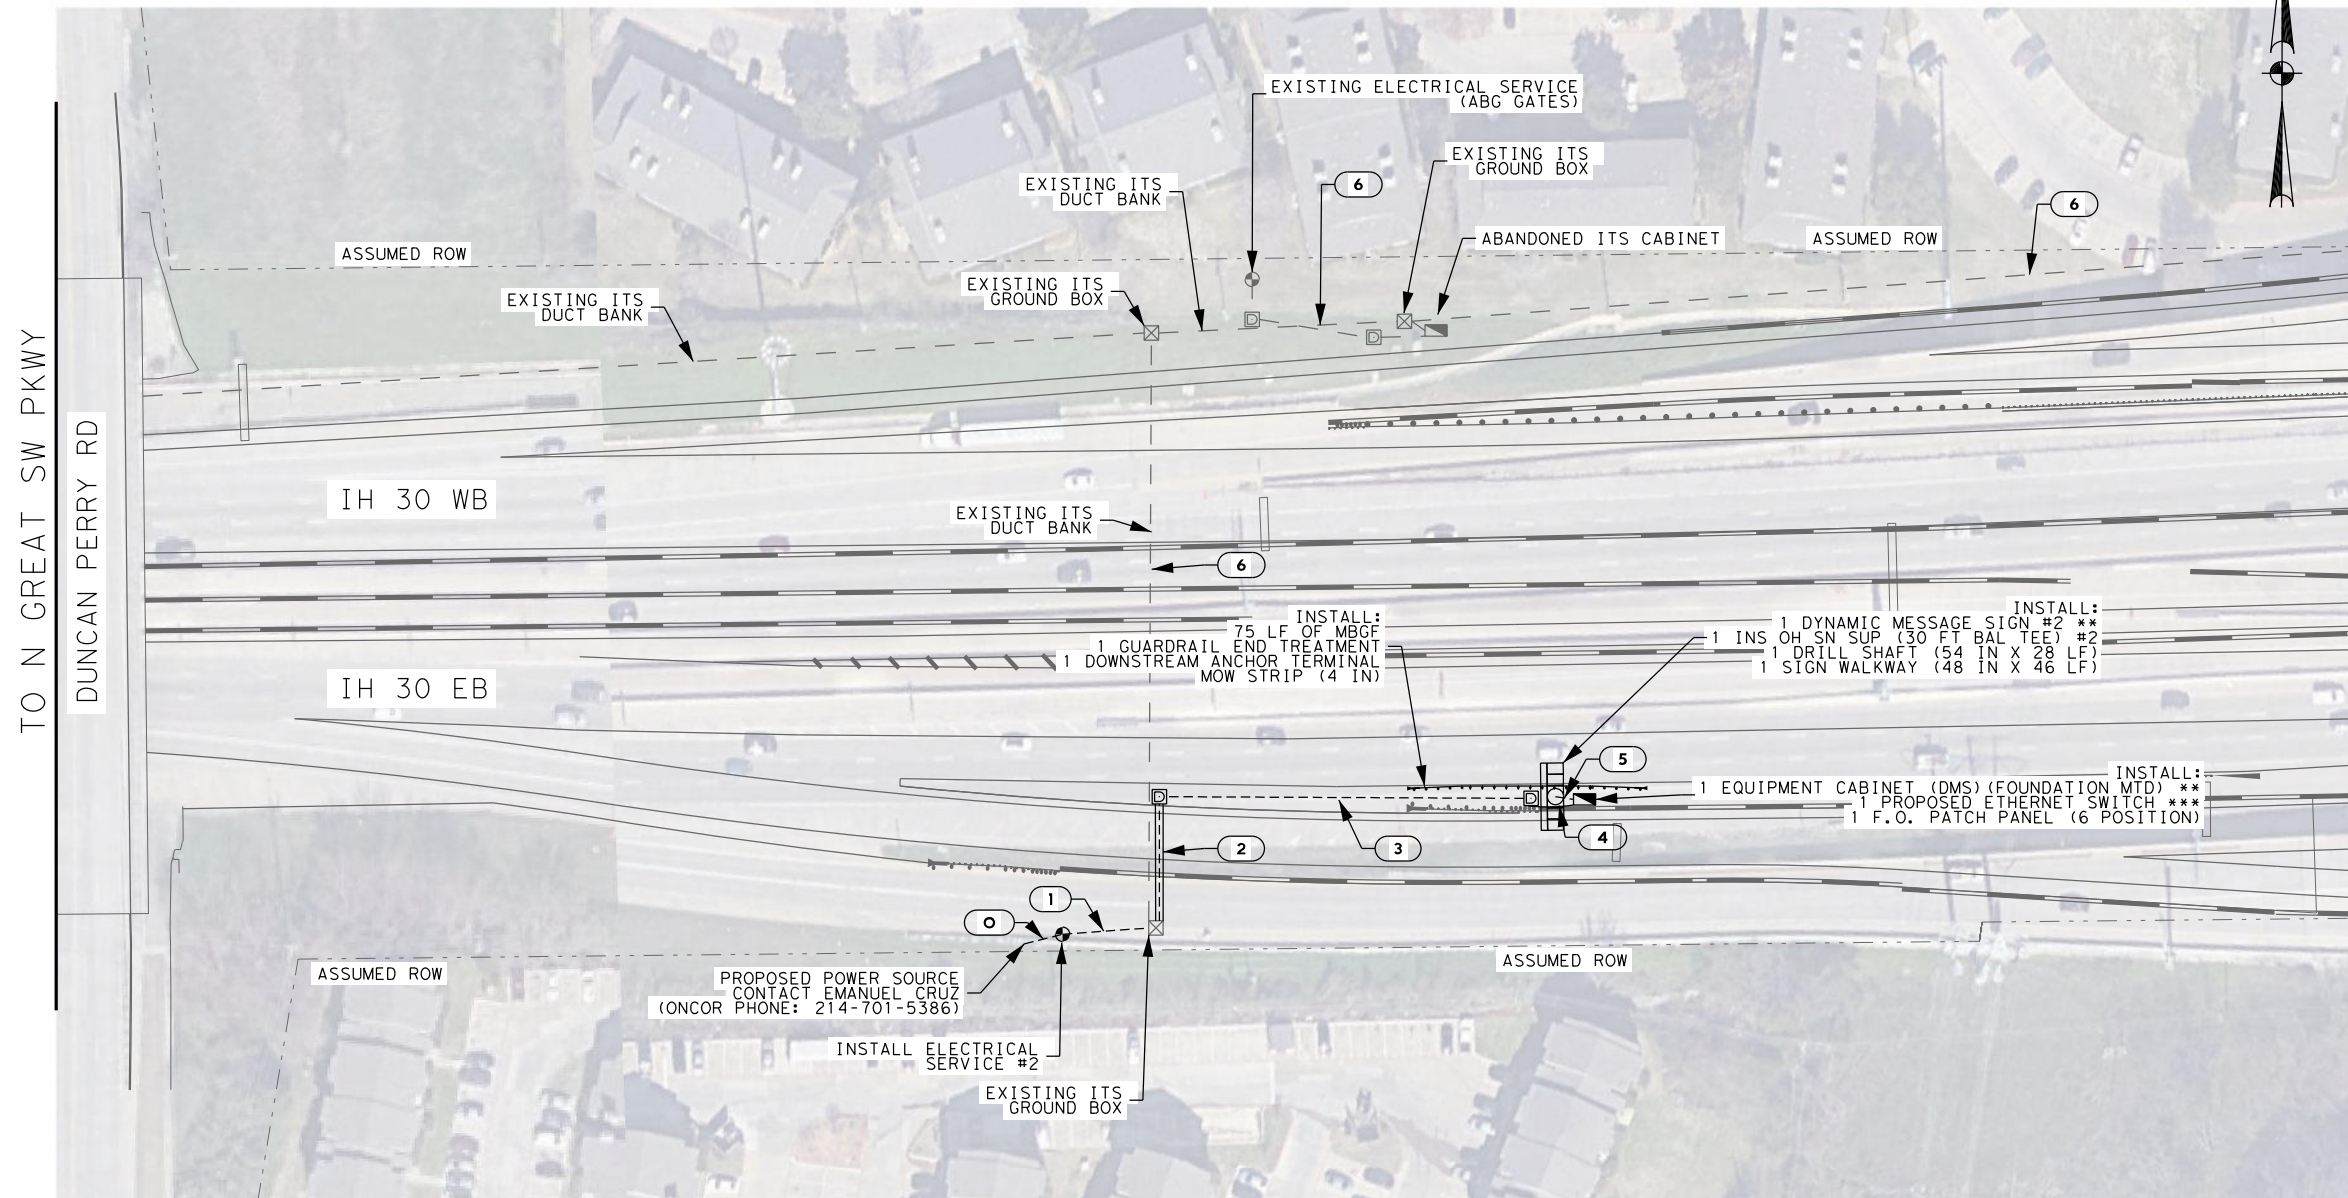 EXISTING ELECTRICAL SERVICE
(ABG GATES)
EXISTING ITS
GROUND BOX
EXISTING ITS
DUCT BANK
6
6
ABANDONED ITS CABINET
ASSUMED ROW
ASSUMED ROW
EXISTING ITS
GROUND BOX
EXISTING ITS
DUCT BANK
TO N GREAT SW PKWY
DUNCAN PERRY RD
IH 30 WB
EXISTING ITS
DUCT BANK
6
INSTALL:
75 LF OF MBGF
1 GUARDRAIL END TREATMENT
1 DOWNSTREAM ANCHOR TERMINAL
MOW STRIP (4 IN)
INSTALL:
1 DYNAMIC MESSAGE SIGN #2 **
1 INS OH SN SUP (30 FT BAL TEE) #2
1 DRILL SHAFT (54 IN X 28 LF)
1 SIGN WALKWAY (48 IN X 46 LF)
IH 30 EB
5
INSTALL:
1 EQUIPMENT CABINET (DMS)(FOUNDATION MTD) **
1 PROPOSED ETHERNET SWITCH ***
1 F.O. PATCH PANEL (6 POSITION)
D
D
D
D
4
3
2
1
0
ASSUMED ROW
ASSUMED ROW
PROPOSED POWER SOURCE
CONTACT EMANUEL CRUZ
(ONCOR PHONE: 214-701-5386)
INSTALL ELECTRICAL
SERVICE #2
EXISTING ITS
GROUND BOX